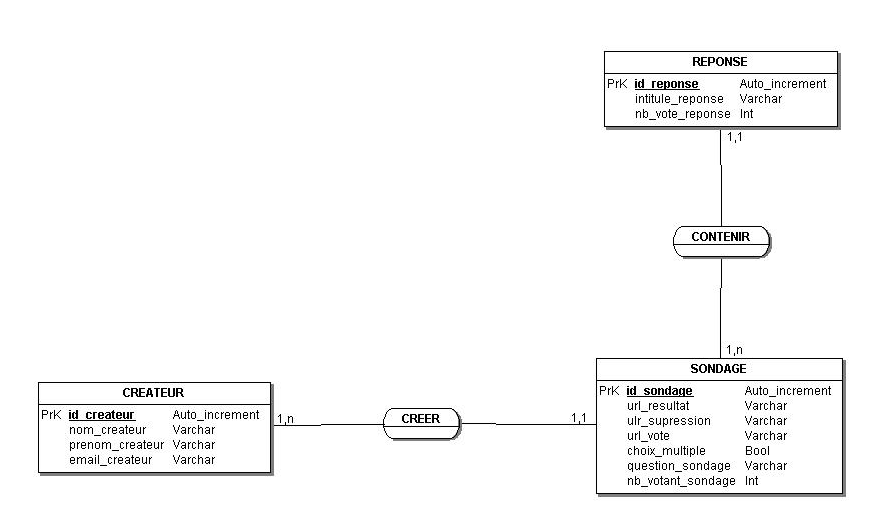 REPONSE
PrK id_reponse Auto_increment
intitule_reponse Varchar
nb_vote_reponse Int
1,1
CONTENIR
1,n
SONDAGE
PrK id_sondage Auto_increment
url_resultat Varchar
ulr_supression Varchar
url_vote Varchar
choix_multiple Bool
question_sondage Varchar
nb_votant_sondage Int
CREATEUR
PrK id_createur Auto_increment
nom_createur Varchar
prenom_createur Varchar
email_createur Varchar
1,n
CREER
1,1